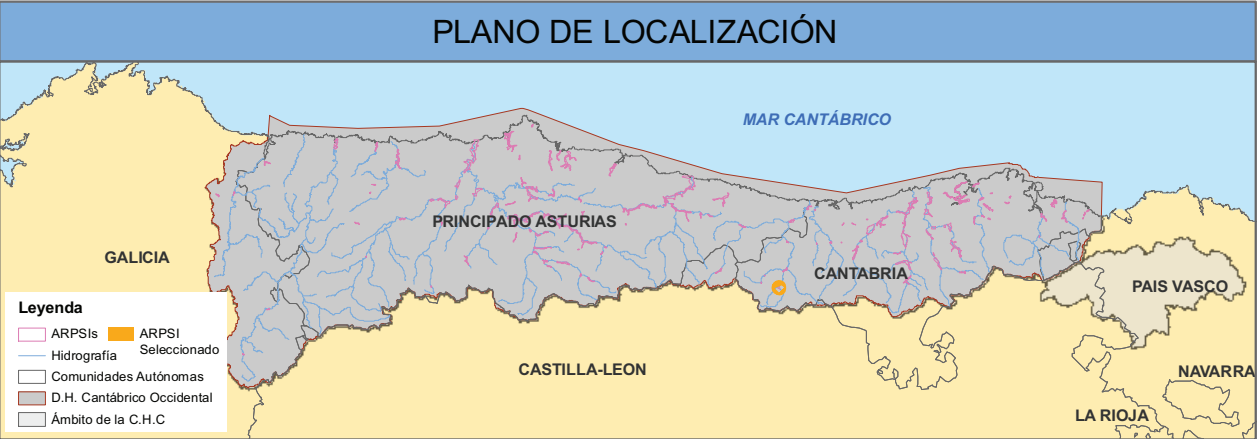 PLANO DE LOCALIZACIÓN
MAR CANTÁBRICO
PRINCIPADO ASTURIAS
GALICIA
CANTABRIA
PAIS VASCO
CASTILLA-LEON
NAVARRA
LA RIOJA
Leyenda
ARPSIs
ARPSI
Seleccionado
Hidrografía
Comunidades Autónomas
D.H. Cantábrico Occidental
Ámbito de la C.H.C